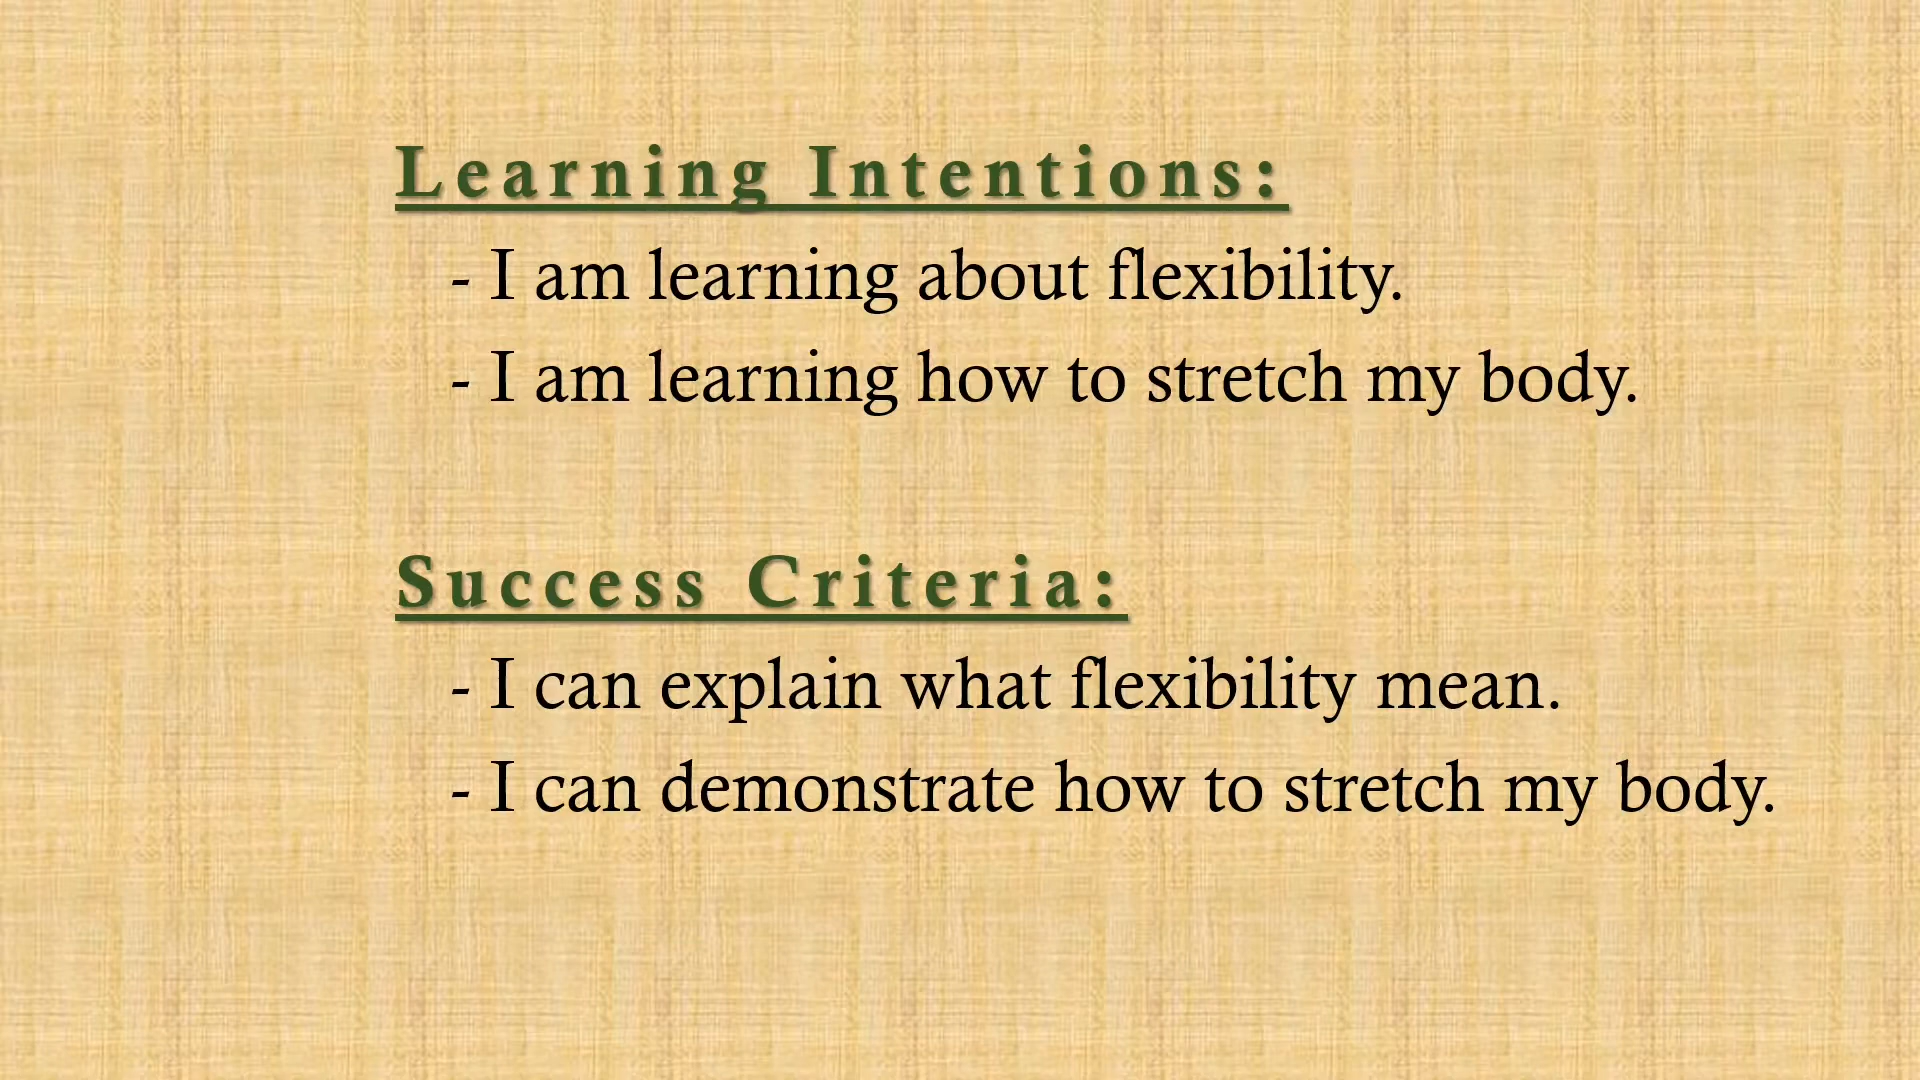 Learning Intentions:
- I am learning about flexibility.
- I am learning how to stretch my body.
Success Criteria:
- I can explain what flexibility mean.
- I can demonstrate how to stretch my body.